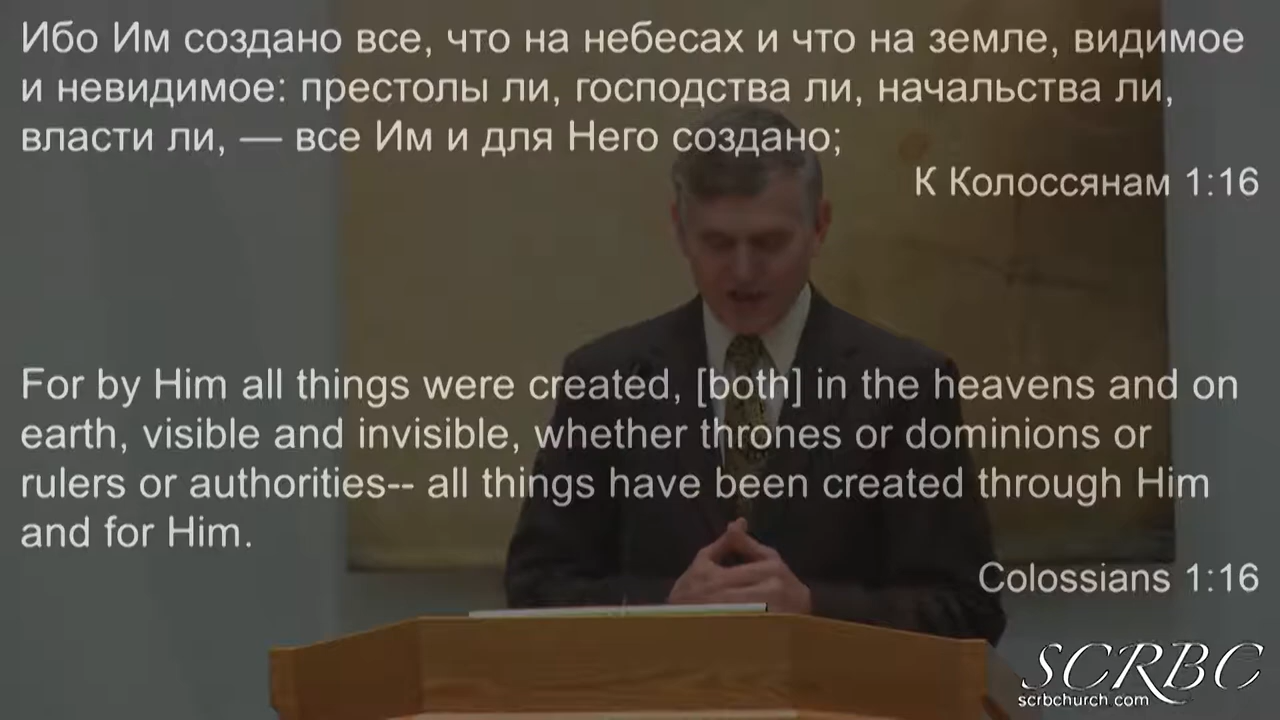 Ибо Им создано все, что на небесах и что на земле, видимое
и невидимое: престолы ли, господства ли, начальства ли,
власти ли, — все Им и для Него создано;
К Колоссянам 1:16
For by Him all things were created, [both] in the heavens and on
earth, visible and invisible, whether thrones or dominions or
rulers or authorities-- all things have been created through Him
and for Him.
Colossians 1:16
SCRBC
scrbchurch.com